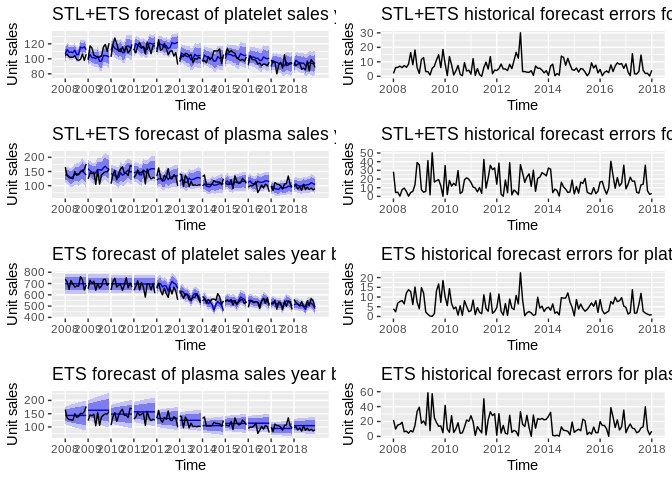 STL+ETS forecast of platelet sales y
Unit sales
120
100
80
2008 2009 2010 2011 2012 2013 2014 2015 2016 2017 2018
Time
STL+ETS historical forecast errors fo
Unit sales
30
20
10
0
2008 2010 2012 2014 2016 2018
Time
STL+ETS forecast of plasma sales y
Unit sales
200
150
100
2008 2009 2010 2011 2012 2013 2014 2015 2016 2017 2018
Time
STL+ETS historical forecast errors fo
Unit sales
50
40
30
20
10
0
2008 2010 2012 2014 2016 2018
Time
ETS forecast of platelet sales year b
Unit sales
800
700
600
500
400
2008 2009 2010 2011 2012 2013 2014 2015 2016 2017 2018
Time
ETS historical forecast errors for plat
Unit sales
20
15
10
5
0
2008 2010 2012 2014 2016 2018
Time
ETS forecast of plasma sales year b
Unit sales
200
150
100
2008 2009 2010 2011 2012 2013 2014 2015 2016 2017 2018
Time
ETS historical forecast errors for plas
Unit sales
60
40
20
0
2008 2010 2012 2014 2016 2018
Time